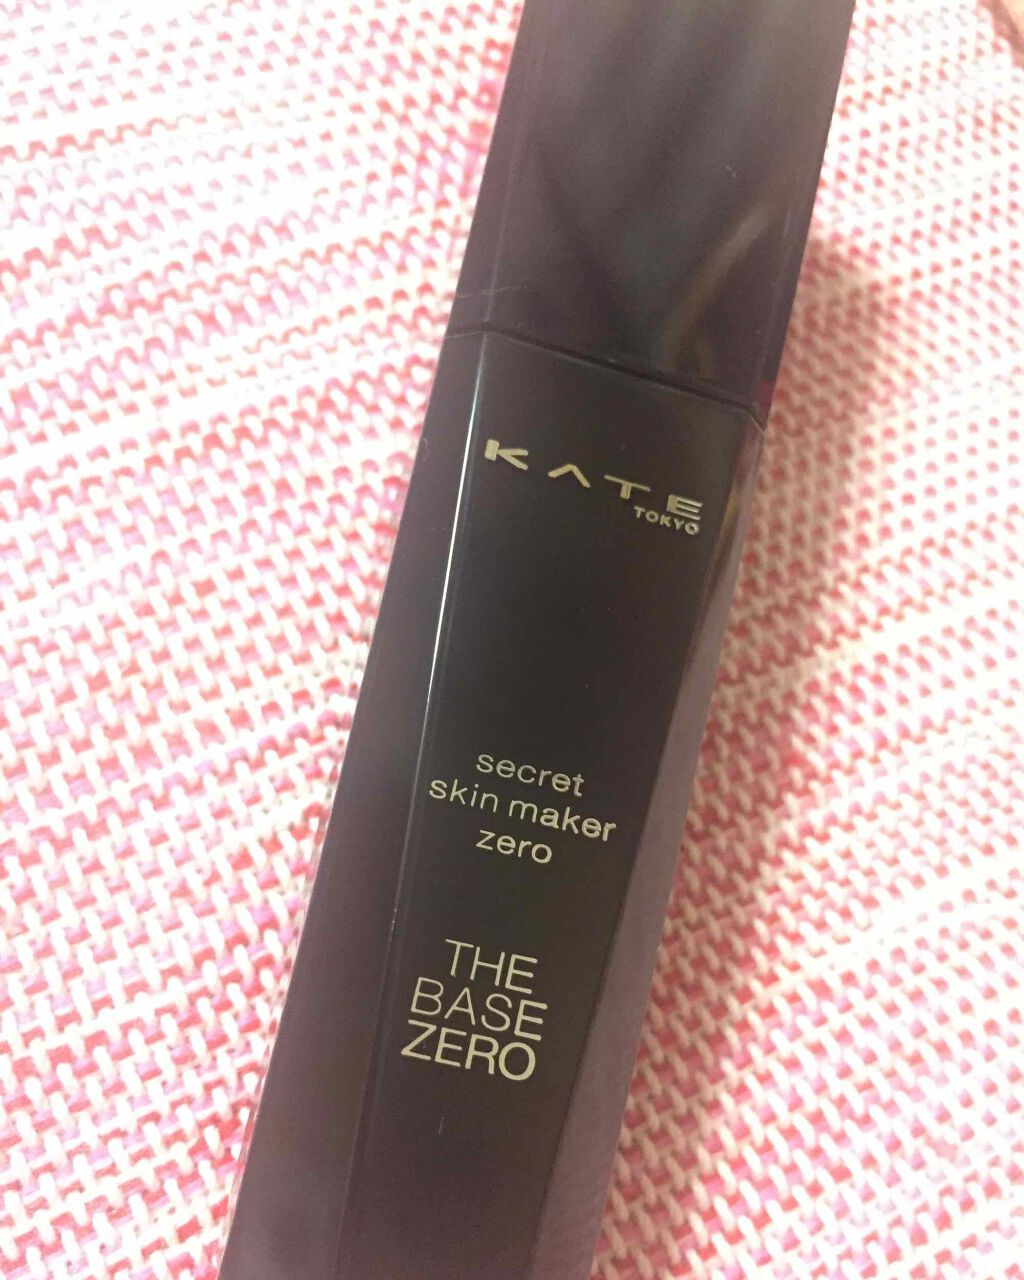 KATE
TOKYO
secret
skin maker
zero
THE
BASE
ZERO